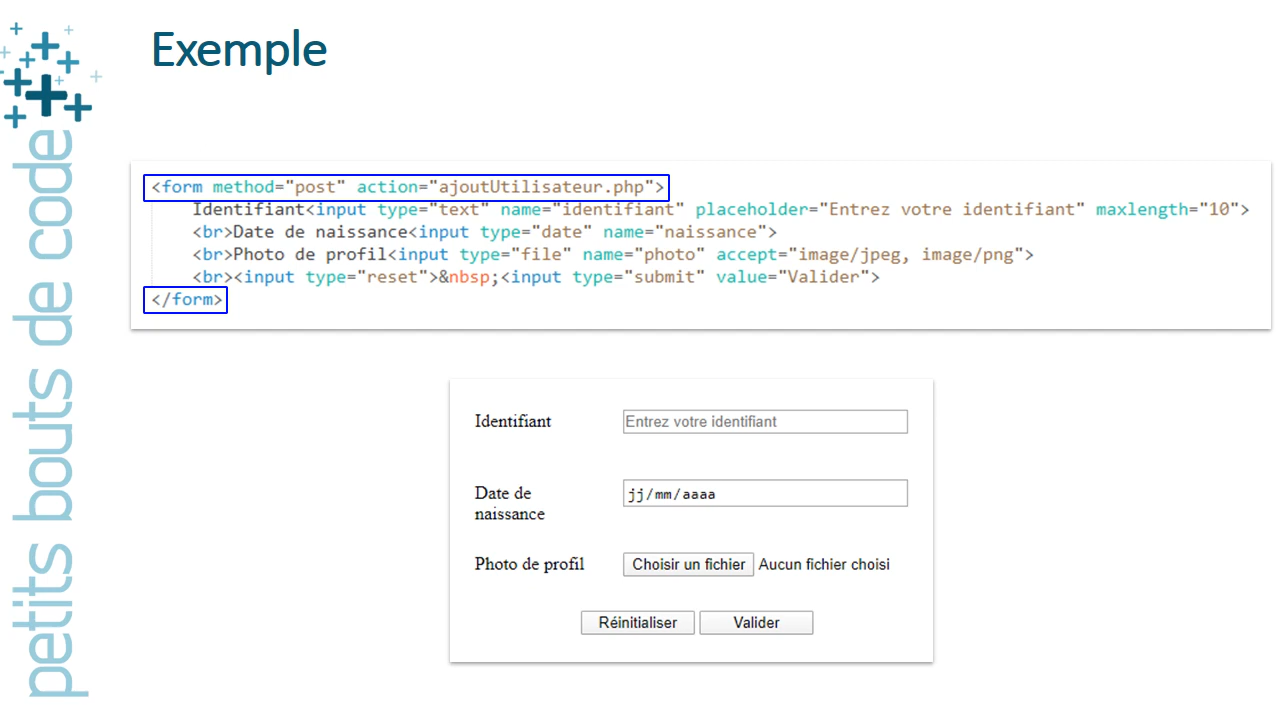 Exemple
petits bouts de code
<form method="post" action="ajoutUtilisateur.php">
Identifiant<input type="text" name="identifiant" placeholder="Entrez votre identifiant" maxlength="10">
<br>Date de naissance<input type="date" name="naissance">
<br>Photo de profil<input type="file" name="photo" accept="image/jpeg, image/png">
<br><input type="reset">&nbsp;<input type="submit" value="Valider">
</form>
Identifiant Entrez votre identifiant
Date de jj/mm/aaaa
naissance
Photo de profil Choisir un fichier Aucun fichier choisi
Réinitialiser Valider